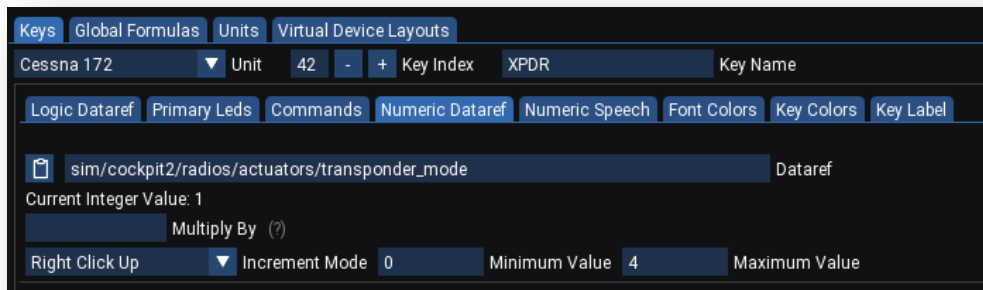 Keys Global Formulas Units Virtual Device Layouts
Cessna 172 Unit 42 - + Key Index XPDR Key Name
Logic Dataref Primary Leds Commands Numeric Dataref Numeric Speech Font Colors Key Colors Key Label
sim/cockpit2/radios/actuators/transponder_mode Dataref
Current Integer Value: 1
Multiply By (?)
Right Click Up Increment Mode 0 Minimum Value 4 Maximum Value